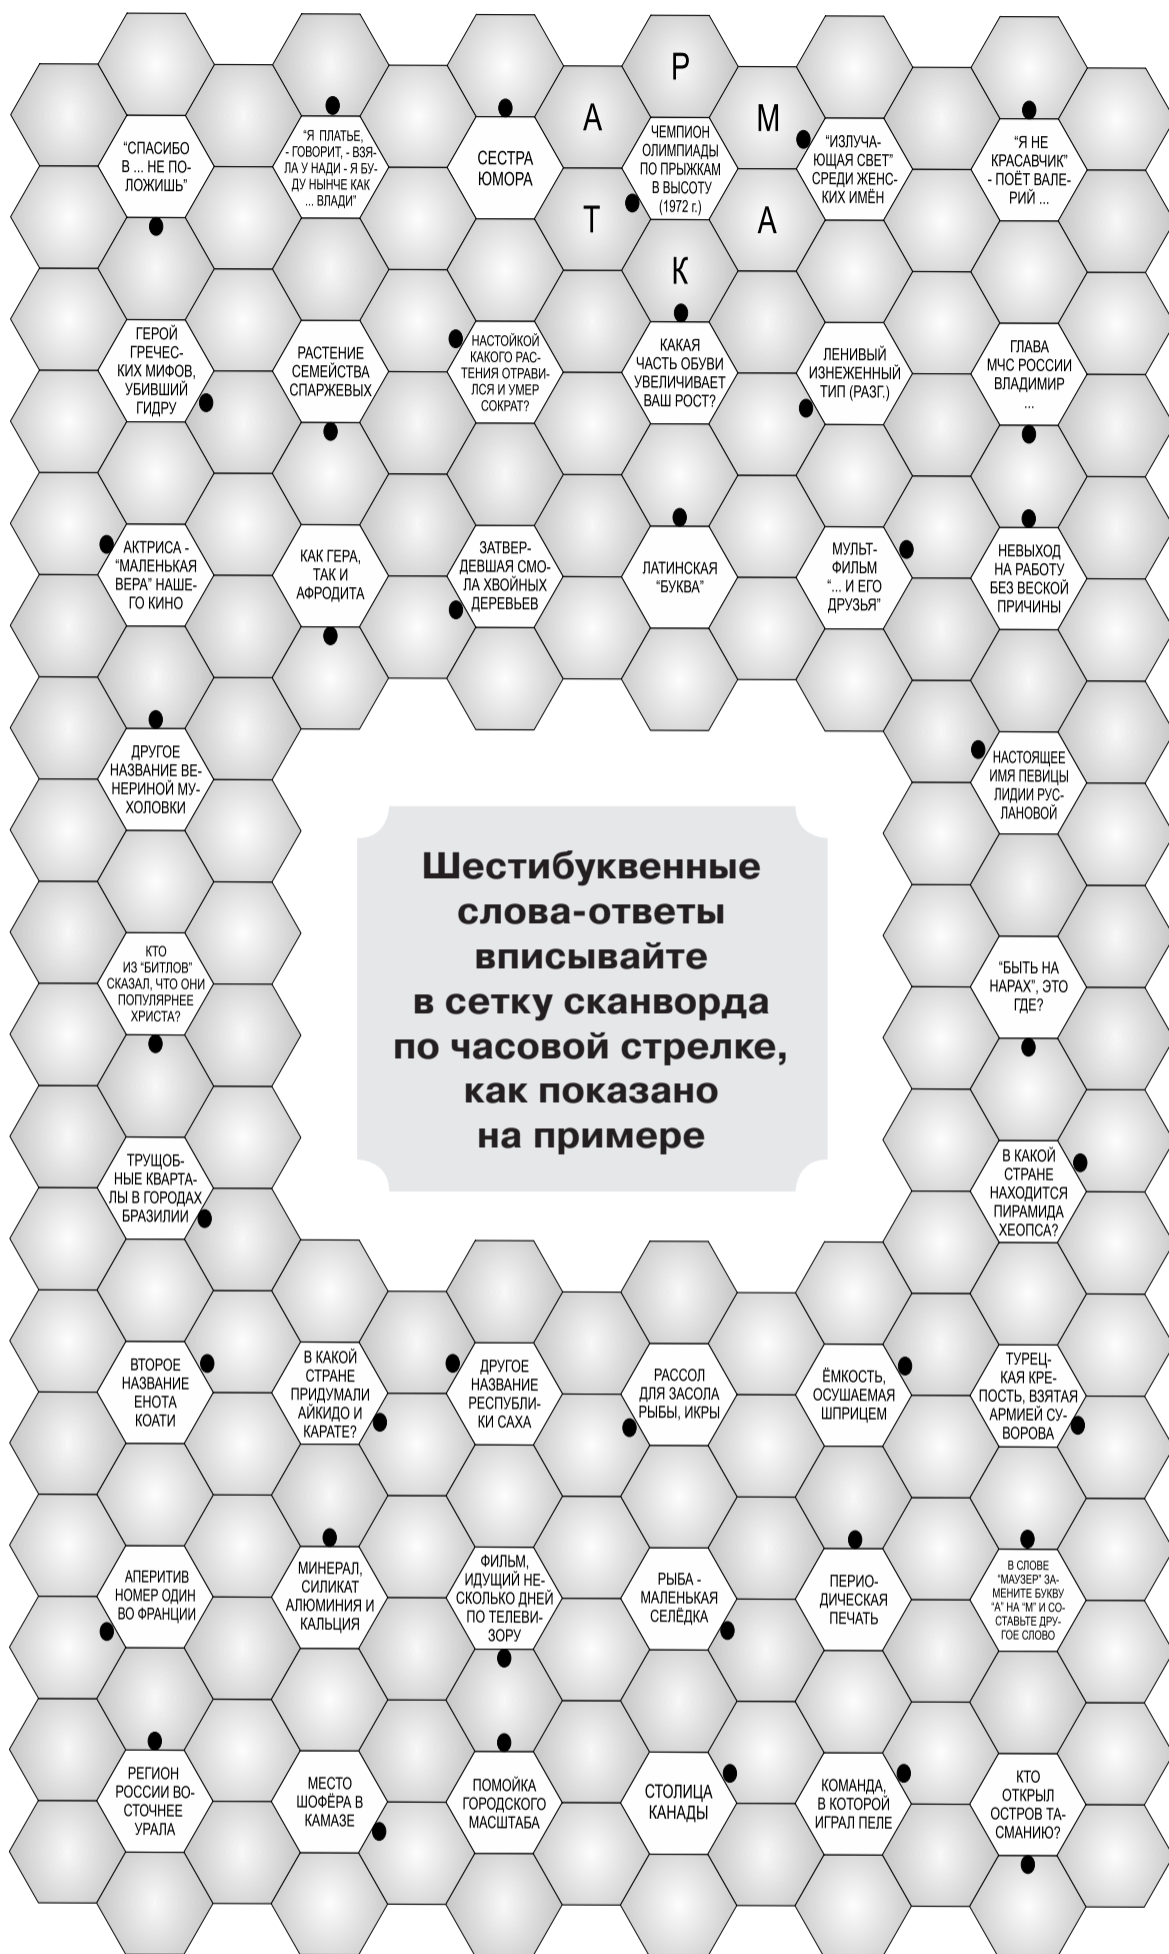 Р
А
М
Т
А
К
“СПАСИБО
В ... НЕ ПО-
ЛОЖИШЬ”
“Я ПЛАТЬЕ,
- ГОВОРИТ, - ВЗЯ-
ЛА У НАДИ - Я БУ-
ДУ НЫНЧЕ КАК
... ВЛАДИ”
СЕСТРА
ЮМОРА
ЧЕМПИОН
ОЛИМПИАДЫ
ПО ПРЫЖКАМ
В ВЫСОТУ
(1972 г.)
“ИЗЛУЧА-
ЮЩАЯ СВЕТ”
СРЕДИ ЖЕНС-
КИХ ИМЁН
“Я НЕ
КРАСАВЧИК”
- ПОЁТ ВАЛЕ-
РИЙ ...
ГЕРОЙ
ГРЕЧЕС-
КИХ МИФОВ,
УБИВШИЙ
ГИДРУ
РАСТЕНИЕ
СЕМЕЙСТВА
СПАРЖЕВЫХ
НАСТОЙКОЙ
КАКОГО РАС-
ТЕНИЯ ОТРАВИ-
ЛСЯ И УМЕР
СОКРАТ?
КАКАЯ
ЧАСТЬ ОБУВИ
УВЕЛИЧИВАЕТ
ВАШ РОСТ?
ЛЕНИВЫЙ
ИЗНЕЖЕННЫЙ
ТИП (РАЗГ.)
ГЛАВА
МЧС РОССИИ
ВЛАДИМИР
...
АКТРИСА -
“МАЛЕНЬКАЯ
ВЕРА” НАШЕ-
ГО КИНО
КАК ГЕРА,
ТАК И
АФРОДИТА
ЗАТВЕР-
ДЕВШАЯ СМО-
ЛА ХВОЙНЫХ
ДЕРЕВЬЕВ
ЛАТИНСКАЯ
“БУКВА”
МУЛЬТ-
ФИЛЬМ
“... И ЕГО
ДРУЗЬЯ”
НЕВЫХОД
НА РАБОТУ
БЕЗ ВЕСКОЙ
ПРИЧИНЫ
ДРУГОЕ
НАЗВАНИЕ ВЕ-
НЕРИНОЙ МУ-
ХОЛОВКИ
НАСТОЯЩЕЕ
ИМЯ ПЕВИЦЫ
ЛИДИИ РУС-
ЛАНОВОЙ
Шестибуквенные
слова-ответы
вписывайте
в сетку сканворда
по часовой стрелке,
как показано
на примере
КТО
ИЗ “БИТЛОВ”
СКАЗАЛ, ЧТО ОНИ
ПОПУЛЯРНЕЕ
ХРИСТА?
“БЫТЬ НА
НАРАХ”, ЭТО
ГДЕ?
ТРУЩОБ-
НЫЕ КВАРТА-
ЛЫ В ГОРОДАХ
БРАЗИЛИИ
В КАКОЙ
СТРАНЕ
НАХОДИТСЯ
ПИРАМИДА
ХЕОПСА?
ВТОРОЕ
НАЗВАНИЕ
ЕНОТА
КОАТИ
В КАКОЙ
СТРАНЕ
ПРИДУМАЛИ
АЙКИДО И
КАРАТЕ?
ДРУГОЕ
НАЗВАНИЕ
РЕСПУБЛИ-
КИ САХА
РАССОЛ
ДЛЯ ЗАСОЛА
РЫБЫ, ИКРЫ
ЁМКОСТЬ,
ОСУШАЕМАЯ
ШПРИЦЕМ
ТУРЕЦ-
КАЯ КРЕ-
ПОСТЬ, ВЗЯТАЯ
АРМИЕЙ СУ-
ВОРОВА
АПЕРИТИВ
НОМЕР ОДИН
ВО ФРАНЦИИ
МИНЕРАЛ,
СИЛИКАТ
АЛЮМИНИЯ И
КАЛЬЦИЯ
ФИЛЬМ,
ИДУЩИЙ НЕ-
СКОЛЬКО ДНЕЙ
ПО ТЕЛЕВИ-
ЗОРУ
РЫБА -
МАЛЕНЬКАЯ
СЕЛЁДКА
ПЕРИО-
ДИЧЕСКАЯ
ПЕЧАТЬ
В СЛОВЕ
“МАУЗЕР” ЗА-
МЕНИТЕ БУКВУ
“А” НА “М” И СО-
СТАВЬТЕ ДРУ-
ГОЕ СЛОВО
РЕГИОН
РОССИИ ВО-
СТОЧНЕЕ
УРАЛА
МЕСТО
ШОФЁРА В
КАМАЗЕ
ПОМОЙКА
ГОРОДСКОГО
МАСШТАБА
СТОЛИЦА
КАНАДЫ
КОМАНДА,
В КОТОРОЙ
ИГРАЛ ПЕЛЕ
КТО
ОТКРЫЛ
ОСТРОВ ТА-
СМАНИЮ?